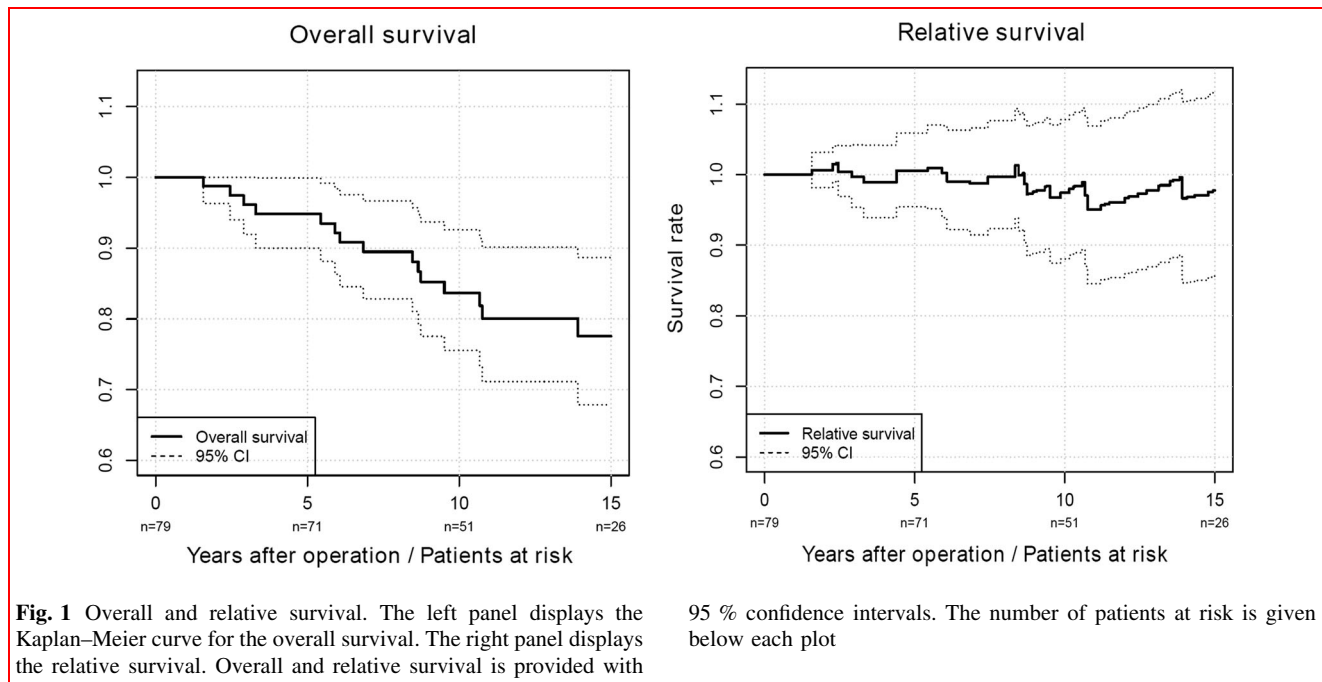 Overall survival
1.1
1.0
0.9
0.8
0.7
0.6
Overall survival
95% CI
0 5 10 15
n=79 n=71 n=51 n=26
Years after operation / Patients at risk
Relative survival
Survival rate
1.1
1.0
0.9
0.8
0.7
0.6
Relative survival
95% CI
0 5 10 15
n=79 n=71 n=51 n=26
Years after operation / Patients at risk
Fig. 1 Overall and relative survival. The left panel displays the
Kaplan–Meier curve for the overall survival. The right panel displays
the relative survival. Overall and relative survival is provided with
95 % confidence intervals. The number of patients at risk is given
below each plot